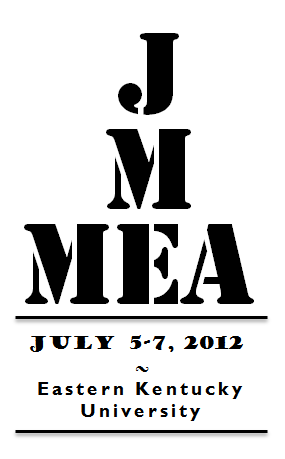 J
M
MEA
JULY 5-7, 2012
~
Eastern Kentucky
University